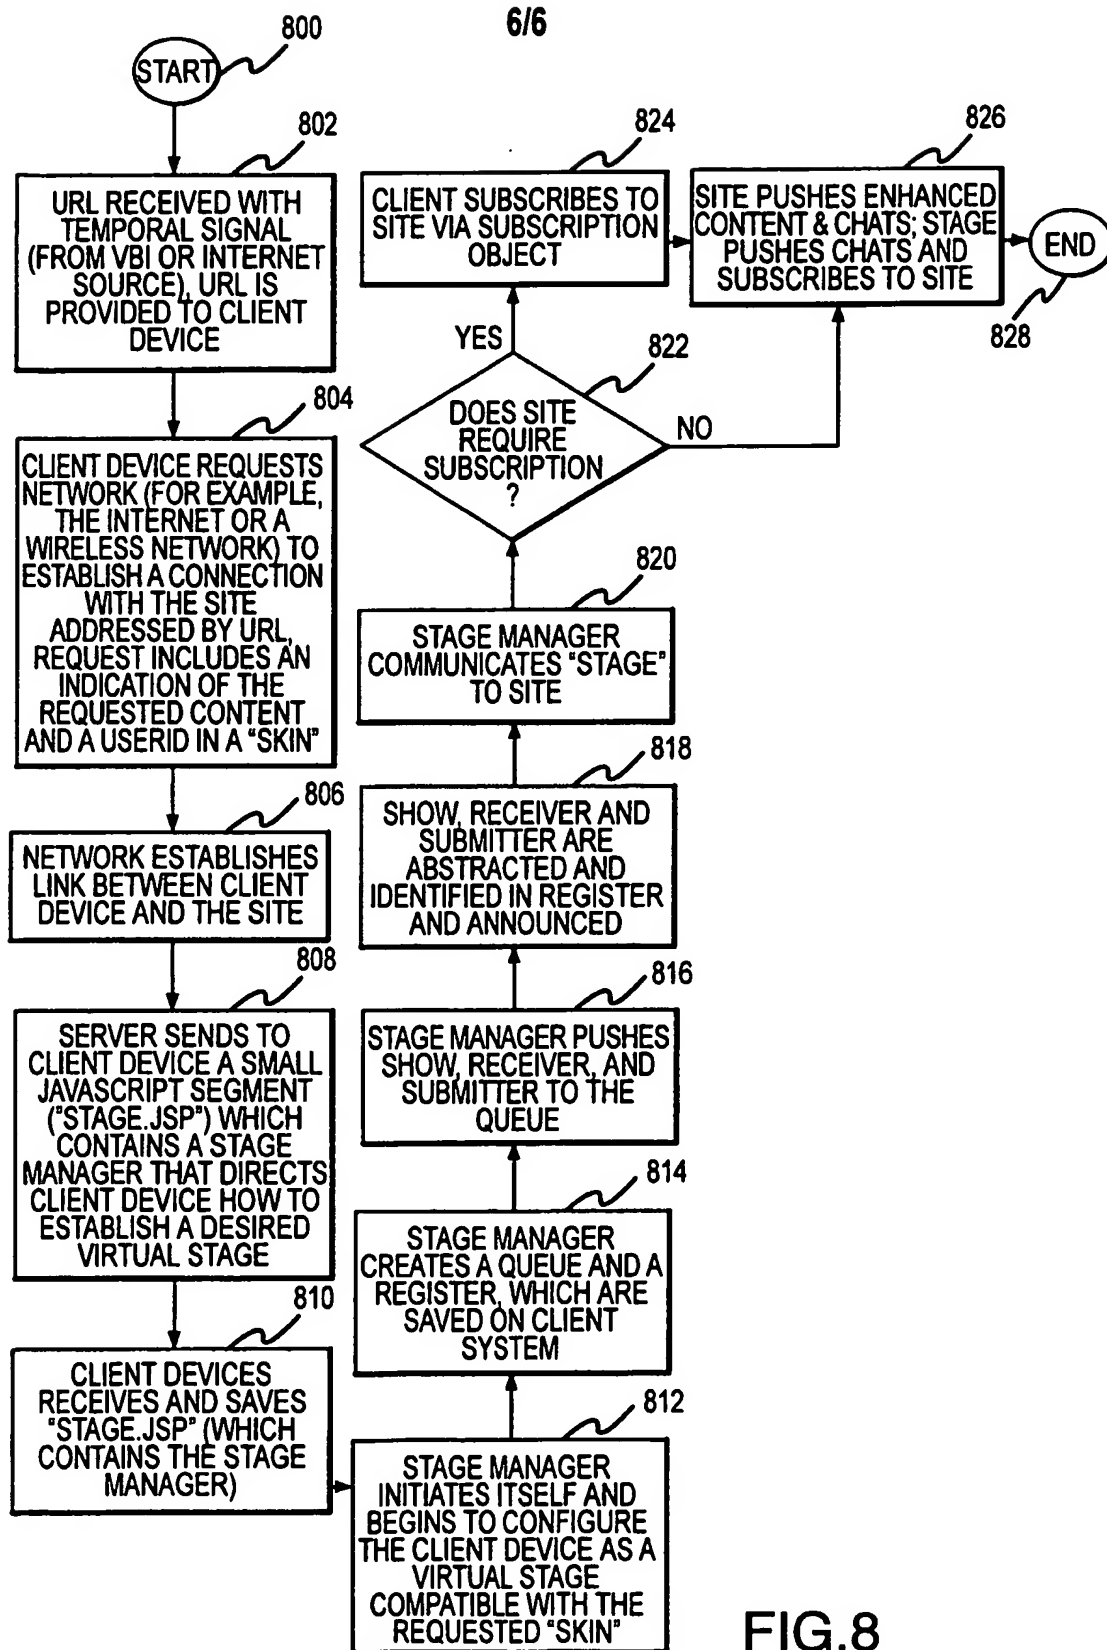 6/6
800
START
802
URL RECEIVED WITH
TEMPORAL SIGNAL
(FROM VBI OR INTERNET
SOURCE), URL IS
PROVIDED TO CLIENT
DEVICE
804
CLIENT DEVICE REQUESTS
NETWORK (FOR EXAMPLE,
THE INTERNET OR A
WIRELESS NETWORK) TO
ESTABLISH A CONNECTION
WITH THE SITE
ADDRESSED BY URL,
REQUEST INCLUDES AN
INDICATION OF THE
REQUESTED CONTENT
AND A USERID IN A "SKIN"
806
NETWORK ESTABLISHES
LINK BETWEEN CLIENT
DEVICE AND THE SITE
808
SERVER SENDS TO
CLIENT DEVICE A SMALL
JAVASCRIPT SEGMENT
("STAGE.JSP") WHICH
CONTAINS A STAGE
MANAGER THAT DIRECTS
CLIENT DEVICE HOW TO
ESTABLISH A DESIRED
VIRTUAL STAGE
810
CLIENT DEVICES
RECEIVES AND SAVES
"STAGE.JSP" (WHICH
CONTAINS THE STAGE
MANAGER)
812
STAGE MANAGER
INITIATES ITSELF AND
BEGINS TO CONFIGURE
THE CLIENT DEVICE AS A
VIRTUAL STAGE
COMPATIBLE WITH THE
REQUESTED "SKIN"
814
STAGE MANAGER
CREATES A QUEUE AND A
REGISTER, WHICH ARE
SAVED ON CLIENT
SYSTEM
816
STAGE MANAGER PUSHES
SHOW, RECEIVER, AND
SUBMITTER TO THE
QUEUE
818
SHOW, RECEIVER AND
SUBMITTER ARE
ABSTRACTED AND
IDENTIFIED IN REGISTER
AND ANNOUNCED
820
STAGE MANAGER
COMMUNICATES "STAGE"
TO SITE
822
DOES SITE
REQUIRE
SUBSCRIPTION
?
YES
NO
824
CLIENT SUBSCRIBES TO
SITE VIA SUBSCRIPTION
OBJECT
826
SITE PUSHES ENHANCED
CONTENT & CHATS; STAGE
PUSHES CHATS AND
SUBSCRIBES TO SITE
END
828
FIG.8